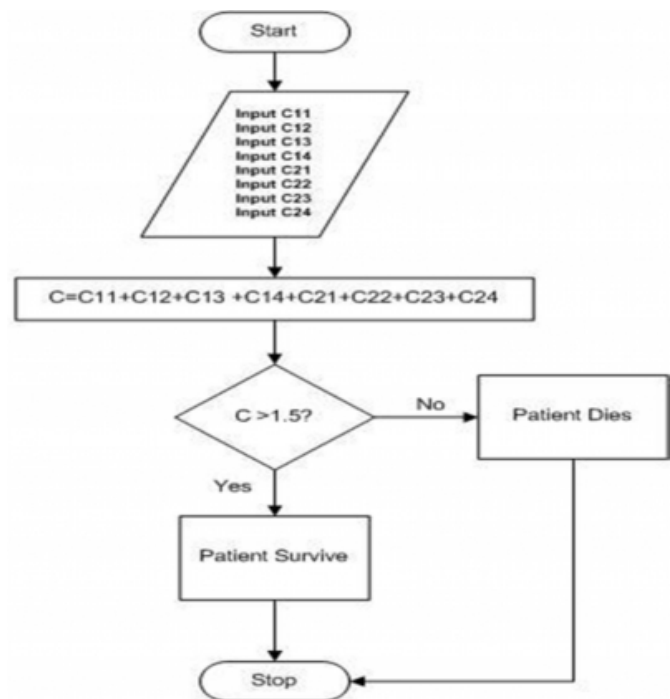 Start
Input C11
Input C12
Input C13
Input C14
Input C21
Input C22
Input C23
Input C24
C=C11+C12+C13 +C14+C21+C22+C23+C24
C >1.5?
No
Patient Dies
Yes
Patient Survive
Stop